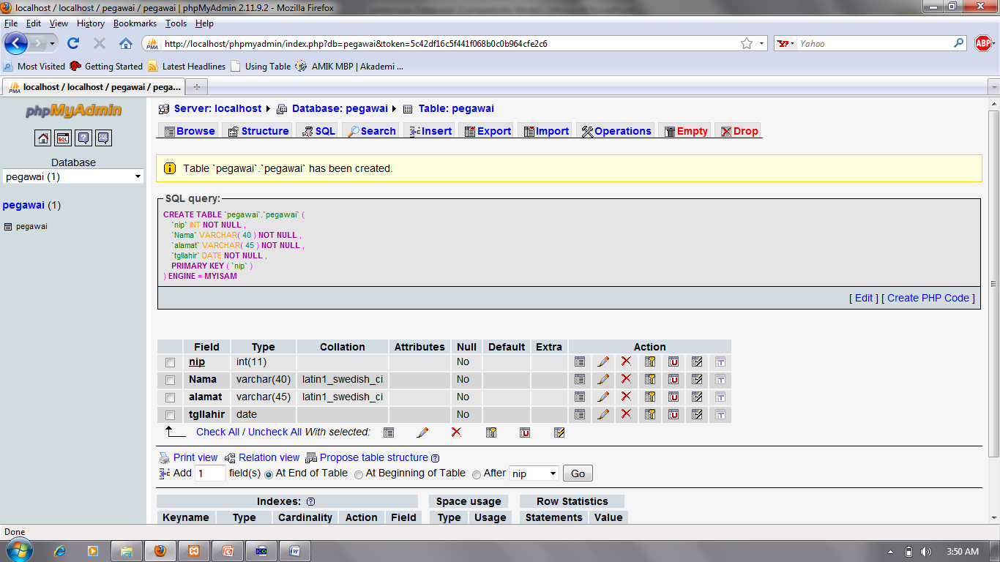 localhost / localhost / pegawai / pegawai | phpMyAdmin 2.11.9.2 - Mozilla Firefox
File Edit View History Bookmarks Tools Help
PMA http://localhost/phpmyadmin/index.php?db=pegawai&token=5c42df16c5f441f068b0c0b964cfe2c6 Yahoo ABP
Most Visited Getting Started Latest Headlines Using Table AMIK MBP | Akademi ...
PMA localhost / localhost / pegawai / pega...
phpMyAdmin
SQL ? SQL
Database
pegawai (1)
pegawai (1)
pegawai
Server: localhost Database: pegawai Table: pegawai
Browse Structure SQL Search Insert Export Import Operations Empty Drop
Table `pegawai`.`pegawai` has been created.
SQL query:
CREATE TABLE `pegawai`.`pegawai` (
`nip` INT NOT NULL ,
`Nama` VARCHAR( 40 ) NOT NULL ,
`alamat` VARCHAR( 45 ) NOT NULL ,
`tgllahir` DATE NOT NULL ,
PRIMARY KEY ( `nip` )
) ENGINE = MYISAM
[ Edit ] [ Create PHP Code ]
Field Type Collation Attributes Null Default Extra Action
nip int(11) No
Nama varchar(40) latin1_swedish_ci No
alamat varchar(45) latin1_swedish_ci No
tgllahir date No
Check All / Uncheck All With selected:
Print view Relation view Propose table structure ?
Add 1 field(s) At End of Table At Beginning of Table After nip Go
Indexes: ? Space usage Row Statistics
Keyname Type Cardinality Action Field Type Usage Statements Value
Done
3:50 AM